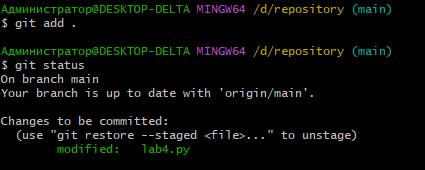 Администратор@DESKTOP-DELTA MINGW64 /d/repository (main)
$ git add .
Администратор@DESKTOP-DELTA MINGW64 /d/repository (main)
$ git status
On branch main
Your branch is up to date with 'origin/main'.
Changes to be committed:
(use "git restore --staged <file>..." to unstage)
modified:   lab4.py